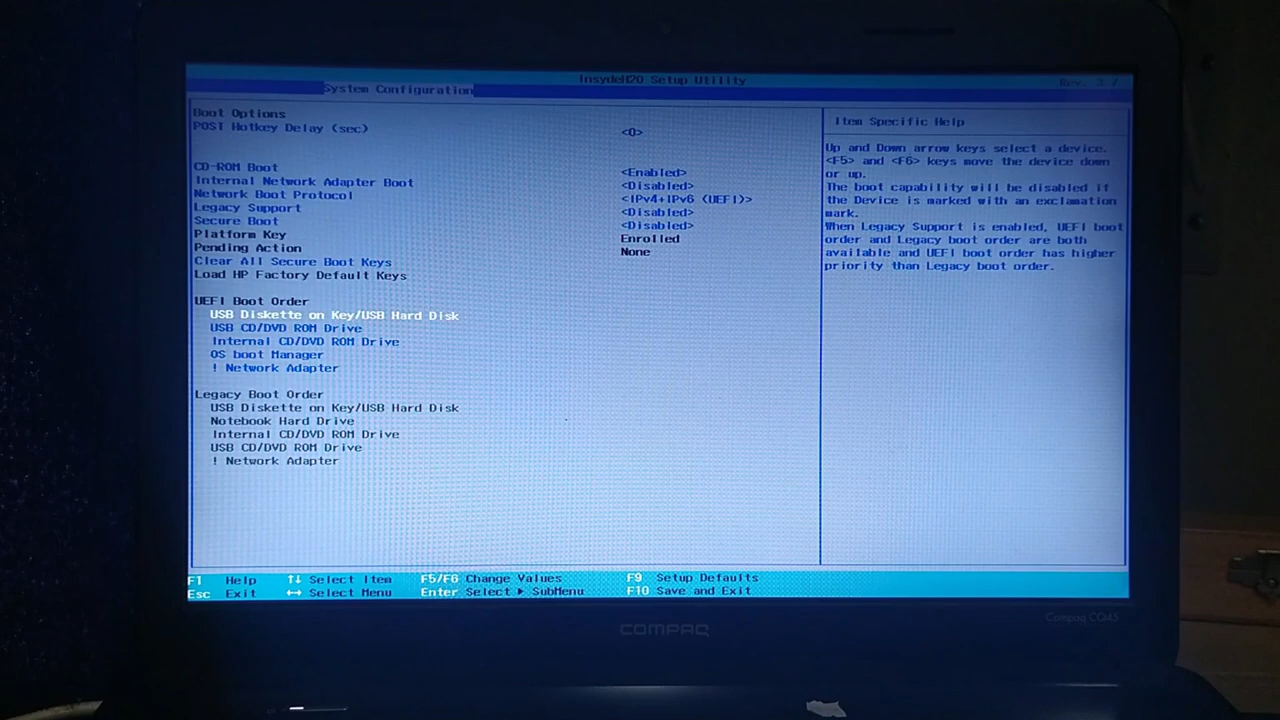 InsydeH20 Setup Utility Rev. 3.7
System Configuration
Boot Options
POST Hotkey Delay (sec) <0>
CD-ROM Boot <Enabled>
Internal Network Adapter Boot <Disabled>
Network Boot Protocol <IPv4+IPv6 (UEFI)>
Legacy Support <Disabled>
Secure Boot <Disabled>
Platform Key Enrolled
Pending Action None
Clear All Secure Boot Keys
Load HP Factory Default Keys
UEFI Boot Order
USB Diskette on Key/USB Hard Disk
USB CD/DVD ROM Drive
Internal CD/DVD ROM Drive
OS boot Manager
! Network Adapter
Legacy Boot Order
USB Diskette on Key/USB Hard Disk
Notebook Hard Drive
Internal CD/DVD ROM Drive
USB CD/DVD ROM Drive
! Network Adapter
Item Specific Help
Up and Down arrow keys select a device.
<F5> and <F6> keys move the device down
or up.
The boot capability will be disabled if
the Device is marked with an exclamation
mark.
When Legacy Support is enabled, UEFI boot
order and Legacy boot order are both
available and UEFI boot order has higher
priority than Legacy boot order.
F1 Help ↑↓ Select Item F5/F6 Change Values F9 Setup Defaults
Esc Exit ↔ Select Menu Enter Select ▶ SubMenu F10 Save and Exit
COMPAQ
Compaq CQ45